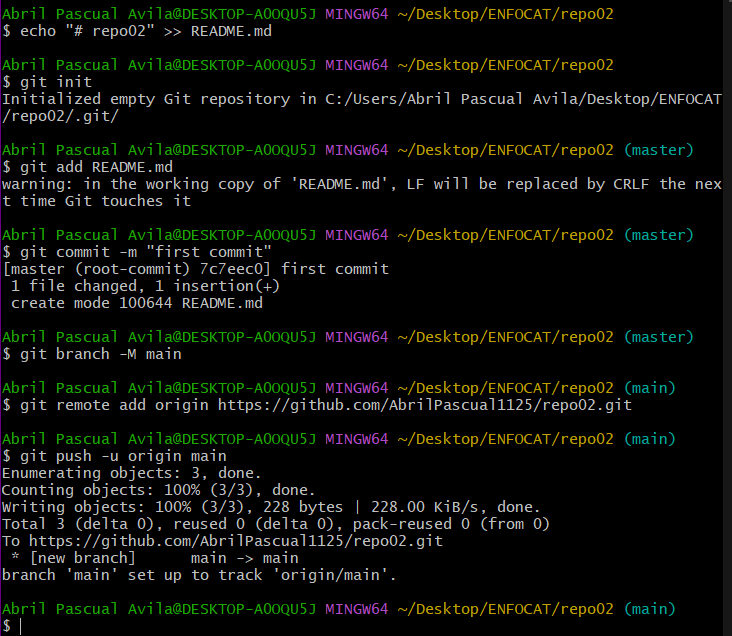 Abril Pascual Avila@DESKTOP-AOOQU5J MINGW64 ~/Desktop/ENFOCAT/repo02
$ echo "# repo02" >> README.md
Abril Pascual Avila@DESKTOP-AOOQU5J MINGW64 ~/Desktop/ENFOCAT/repo02
$ git init
Initialized empty Git repository in C:/Users/Abril Pascual Avila/Desktop/ENFOCAT
/repo02/.git/
Abril Pascual Avila@DESKTOP-AOOQU5J MINGW64 ~/Desktop/ENFOCAT/repo02 (master)
$ git add README.md
warning: in the working copy of 'README.md', LF will be replaced by CRLF the nex
t time Git touches it
Abril Pascual Avila@DESKTOP-AOOQU5J MINGW64 ~/Desktop/ENFOCAT/repo02 (master)
$ git commit -m "first commit"
[master (root-commit) 7c7eec0] first commit
 1 file changed, 1 insertion(+)
 create mode 100644 README.md
Abril Pascual Avila@DESKTOP-AOOQU5J MINGW64 ~/Desktop/ENFOCAT/repo02 (master)
$ git branch -M main
Abril Pascual Avila@DESKTOP-AOOQU5J MINGW64 ~/Desktop/ENFOCAT/repo02 (main)
$ git remote add origin https://github.com/AbrilPascual1125/repo02.git
Abril Pascual Avila@DESKTOP-AOOQU5J MINGW64 ~/Desktop/ENFOCAT/repo02 (main)
$ git push -u origin main
Enumerating objects: 3, done.
Counting objects: 100% (3/3), done.
Writing objects: 100% (3/3), 228 bytes | 228.00 KiB/s, done.
Total 3 (delta 0), reused 0 (delta 0), pack-reused 0 (from 0)
To https://github.com/AbrilPascual1125/repo02.git
 * [new branch]      main -> main
branch 'main' set up to track 'origin/main'.
Abril Pascual Avila@DESKTOP-AOOQU5J MINGW64 ~/Desktop/ENFOCAT/repo02 (main)
$